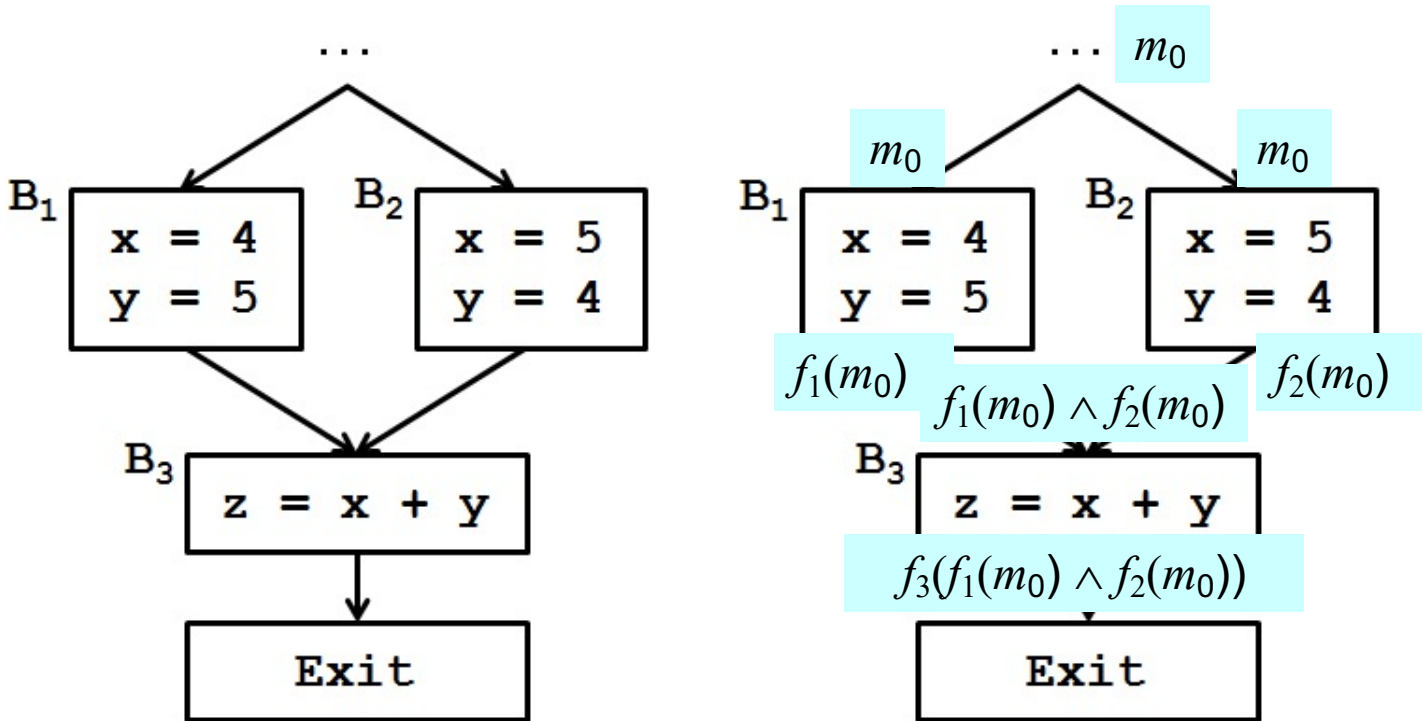 ...
B₁
x = 4
y = 5
B₂
x = 5
y = 4
B₃
z = x + y
Exit
... m₀
m₀
m₀
B₁
x = 4
y = 5
B₂
x = 5
y = 4
f₁(m₀)
f₂(m₀)
f₁(m₀) ∧ f₂(m₀)
B₃
z = x + y
f₃(f₁(m₀) ∧ f₂(m₀))
Exit